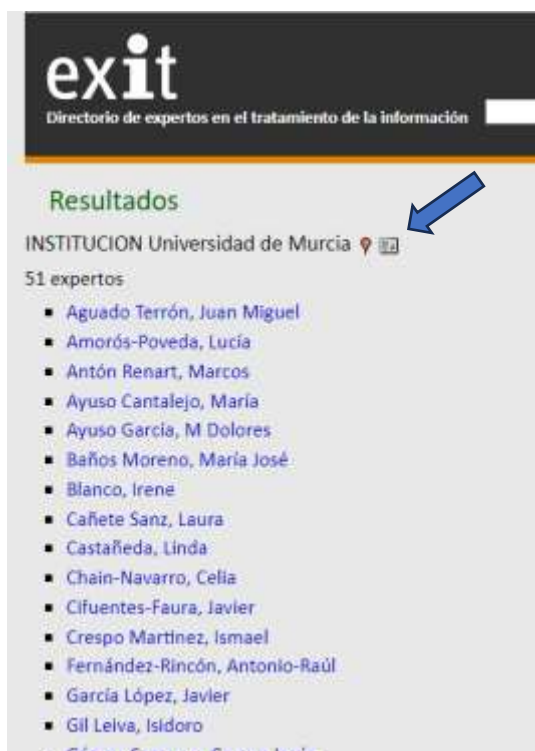 exit
Directorio de expertos en el tratamiento de la información
Resultados
INSTITUCION Universidad de Murcia
51 expertos
Aguado Terrón, Juan Miguel
Amorós-Poveda, Lucía
Antón Renart, Marcos
Ayuso Cantalejo, María
Ayuso García, M Dolores
Baños Moreno, María José
Blanco, Irene
Cañete Sanz, Laura
Castañeda, Linda
Chain-Navarro, Celia
Cifuentes-Faura, Javier
Crespo Martínez, Ismael
Fernández-Rincón, Antonio-Raúl
García López, Javier
Gil Leiva, Isidoro